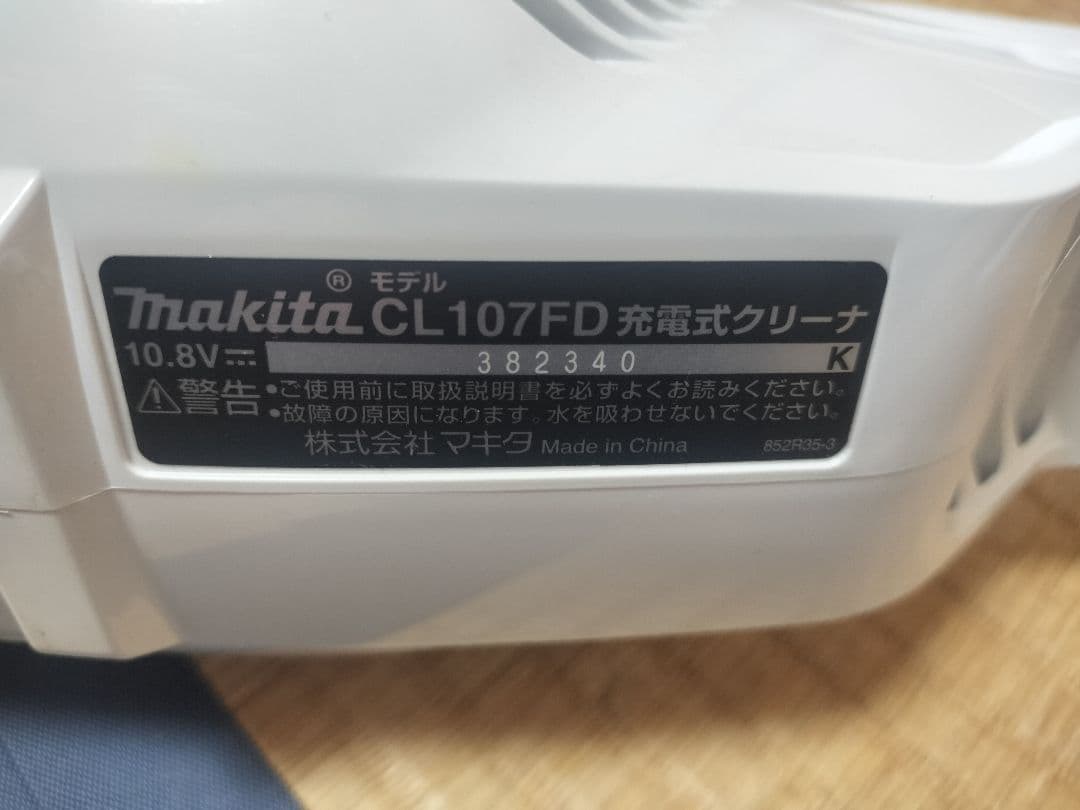 ® モデル
makita CL107FD 充電式クリーナ
10.8V⎓ 382340 K
⚠警告 •ご使用前に取扱説明書を必ずよくお読みください。
•故障の原因になります。水を吸わせないでください。
株式会社 マキタ Made in China 852R35-3